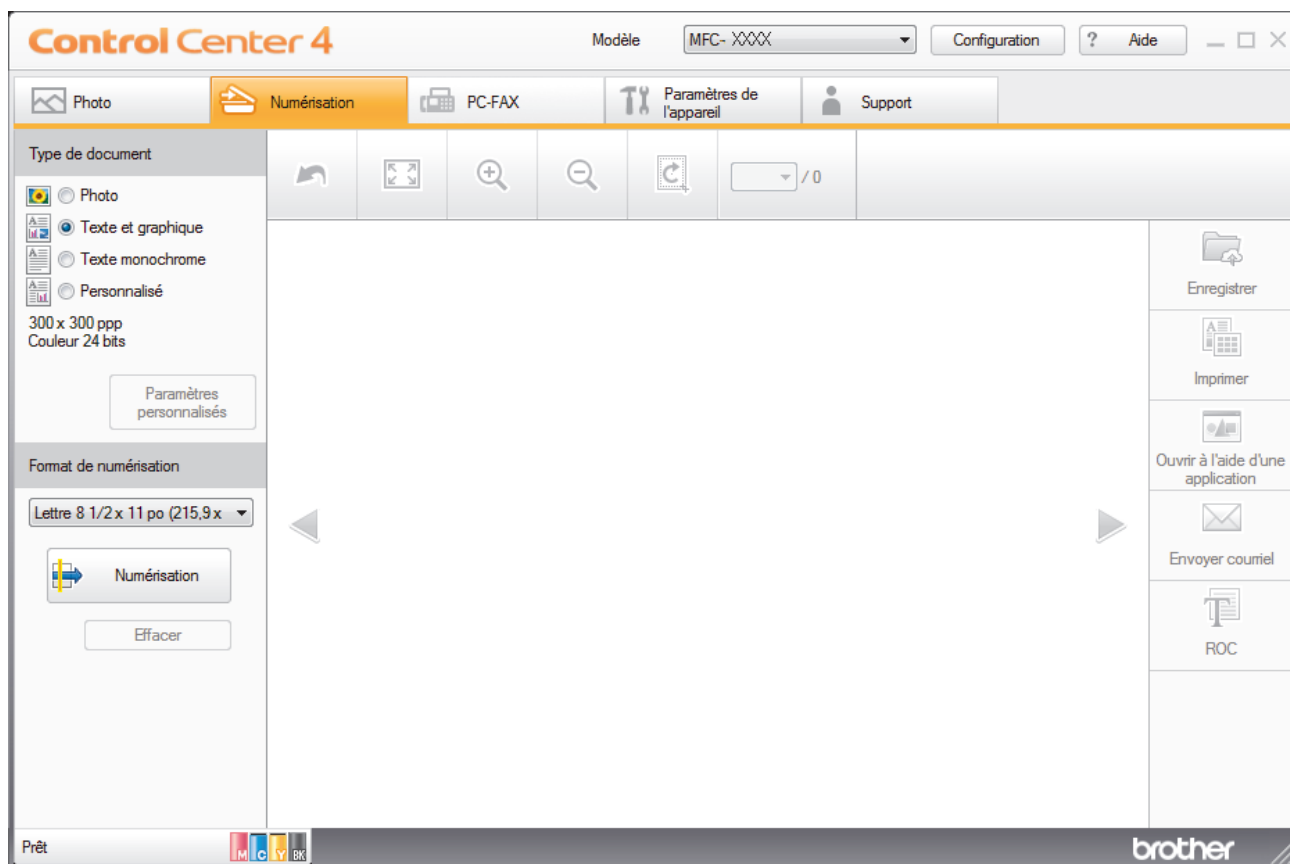 Control Center 4
Modèle
MFC- XXXX
Configuration
? Aide
Photo
Numérisation
PC-FAX
Paramètres de
l'appareil
Support
Type de document
Photo
Texte et graphique
Texte monochrome
Personnalisé
300 x 300 ppp
Couleur 24 bits
Paramètres
personnalisés
Format de numérisation
Lettre 8 1/2 x 11 po (215,9 x
Numérisation
Effacer
/ 0
Enregistrer
Imprimer
Ouvrir à l'aide d'une
application
Envoyer courriel
ROC
Prêt
M C Y BK
brother